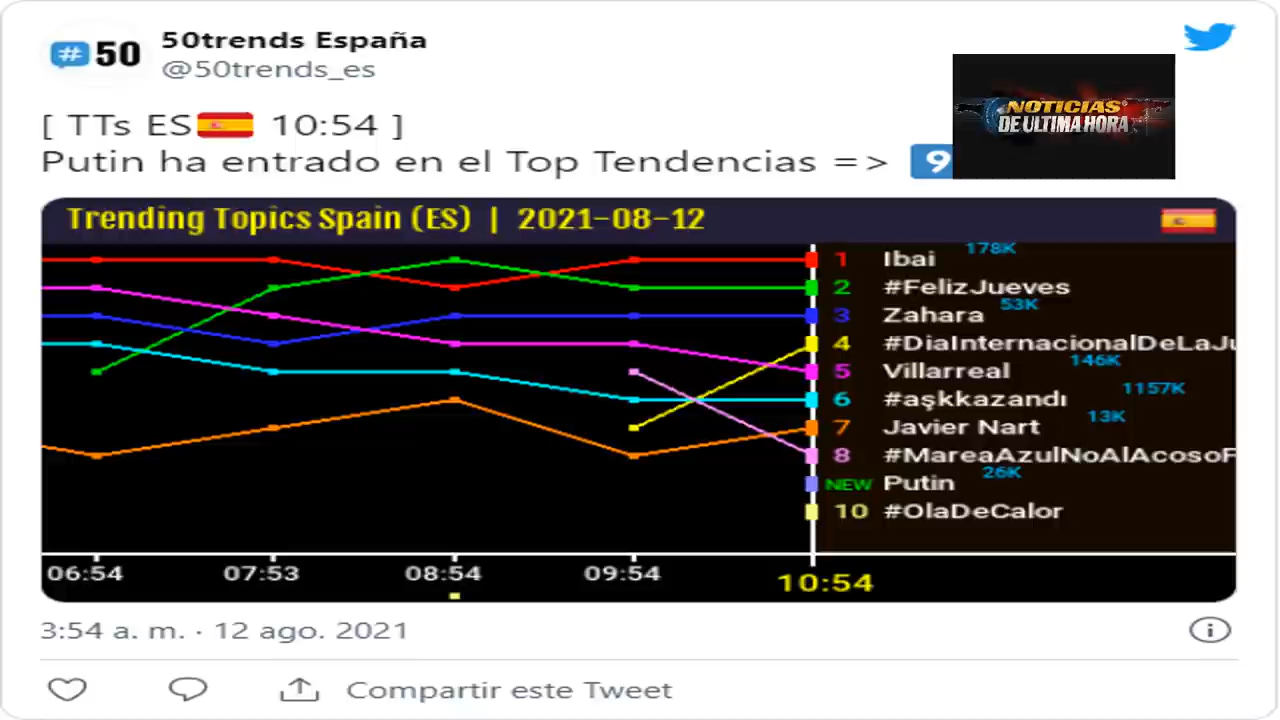 #50
50trends España
@50trends_es
NOTICIAS
DE ULTIMA HORA
[ TTs ES🇪🇸 10:54 ]
Putin ha entrado en el Top Tendencias => 9
Trending Topics Spain (ES) | 2021-08-12
1 Ibai 178K
2 #FelizJueves
3 Zahara 53K
4 #DiaInternacionalDeLaJu
5 Villarreal 146K
6 #aşkkazandı 1157K
7 Javier Nart 13K
8 #MareaAzulNoAlAcosoF
NEW Putin 26K
10 #OlaDeCalor
06:54 07:53 08:54 09:54 10:54
3:54 a. m. · 12 ago. 2021
Compartir este Tweet